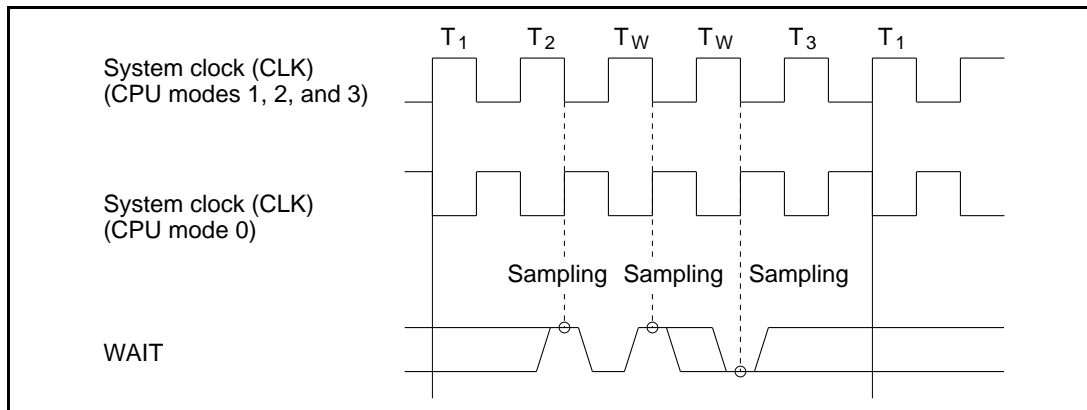 T1 T2 TW TW T3 T1
System clock (CLK)
(CPU modes 1, 2, and 3)
System clock (CLK)
(CPU mode 0)
Sampling Sampling Sampling
WAIT